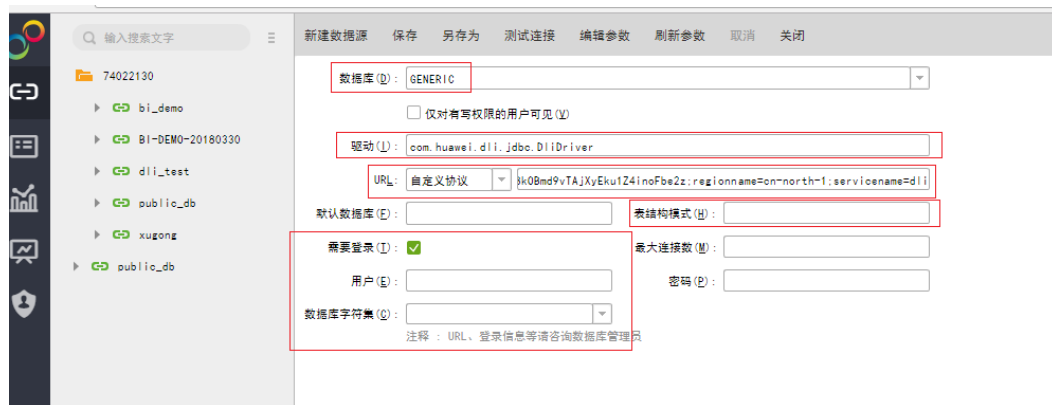 输入搜索文字
74022130
bi_demo
BI-DEMO-20180330
dli_test
public_db
xugong
public_db
新建数据源 保存 另存为 测试连接 编辑参数 刷新参数 取消 关闭
数据库(D): GENERIC
仅对有写权限的用户可见(V)
驱动(I): com.huawei.dli.jdbc.DliDriver
URL: 自定义协议 3kOBmd9vTAjXyEku1Z4inoFbe2z;regionname=cn-north-1;servicename=dli
默认数据库(F): 表结构模式(H):
需要登录(T): 最大连接数(M):
用户(E): 密码(P):
数据库字符集(C):
注释 : URL、登录信息等请咨询数据库管理员